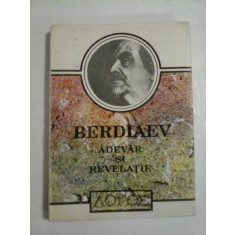 BERDIAEV
ADEVĂR
ȘI
REVELAȚIE
ΛΟΓΟΣ